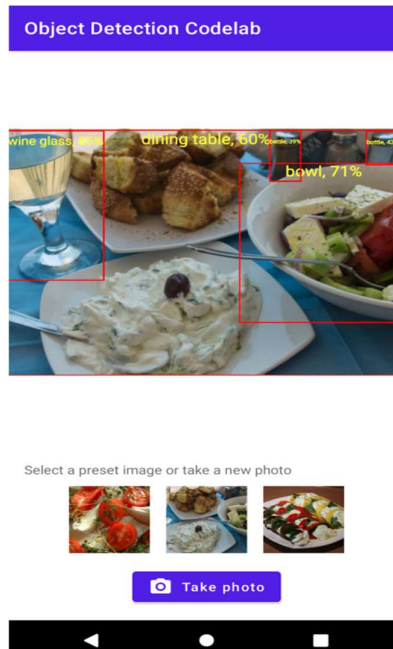 Object Detection Codelab
dining table, 60%
bowl, 71%
wine glass,
Select a preset image or take a new photo
Take photo